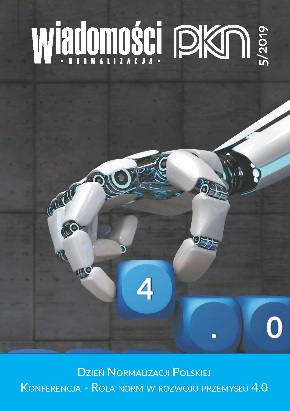 wiadomości PKN
• NORMALIZACJA •
5/2019
4
. 0
Dzień Normalizacji Polskiej
Konferencja - Rola norm w rozwoju przemysłu 4.0